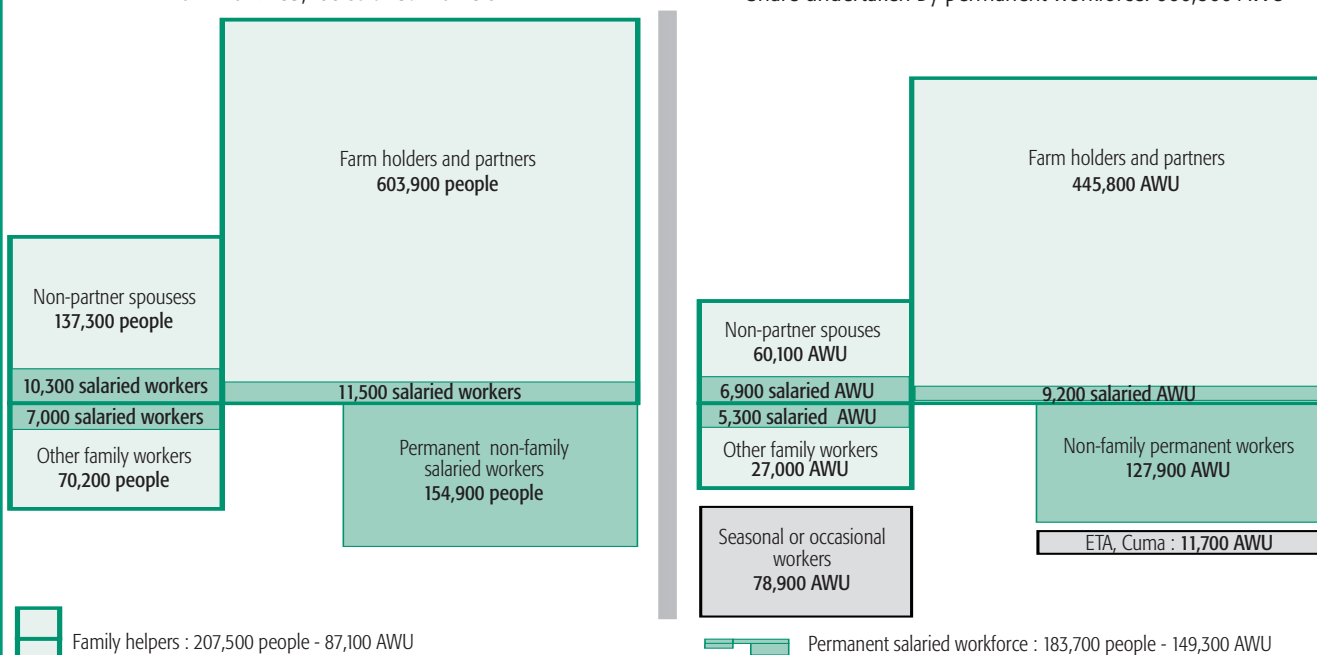 Farm holders and partners
603,900 people
Non-partner spousess
137,300 people
10,300 salaried workers
11,500 salaried workers
7,000 salaried workers
Other family workers
70,200 people
Permanent non-family
salaried workers
154,900 people
Family helpers : 207,500 people - 87,100 AWU
Share undertaken by permanent workforce:
Farm holders and partners
445,800 AWU
Non-partner spouses
60,100 AWU
6,900 salaried AWU
9,200 salaried AWU
5,300 salaried AWU
Other family workers
27,000 AWU
Non-family permanent workers
127,900 AWU
Seasonal or occasional
workers
78,900 AWU
ETA, Cuma : 11,700 AWU
Permanent salaried workforce : 183,700 people - 149,300 AWU